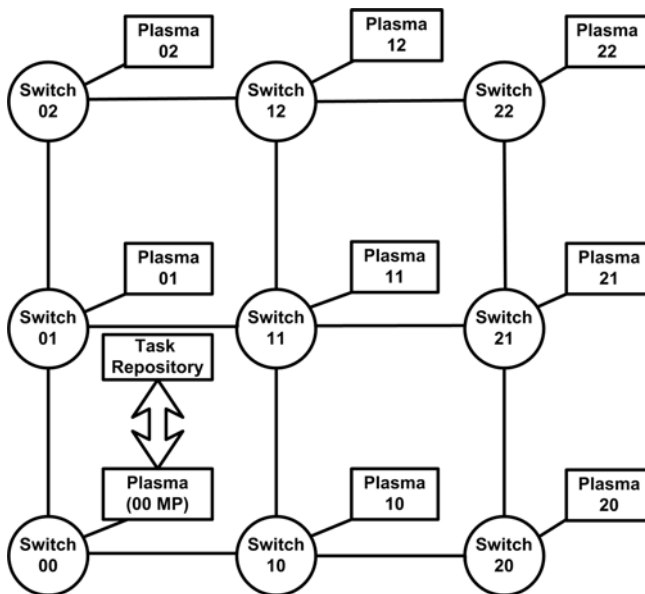 Plasma
02
Plasma
12
Plasma
22
Switch
02
Switch
12
Switch
22
Plasma
01
Plasma
11
Plasma
21
Switch
01
Switch
11
Switch
21
Task
Repository
Plasma
(00 MP)
Plasma
10
Plasma
20
Switch
00
Switch
10
Switch
20